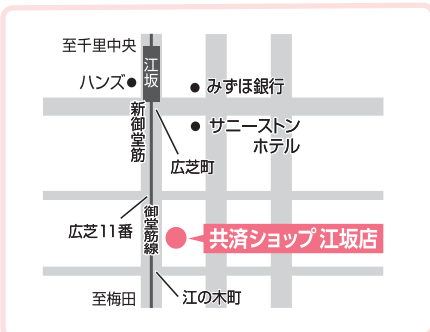 至千里中央
江坂
ハンズ
みずほ銀行
新御堂筋
サニーストン
ホテル
広芝町
広芝11番
御堂筋線
共済ショップ 江坂店
至梅田
江の木町